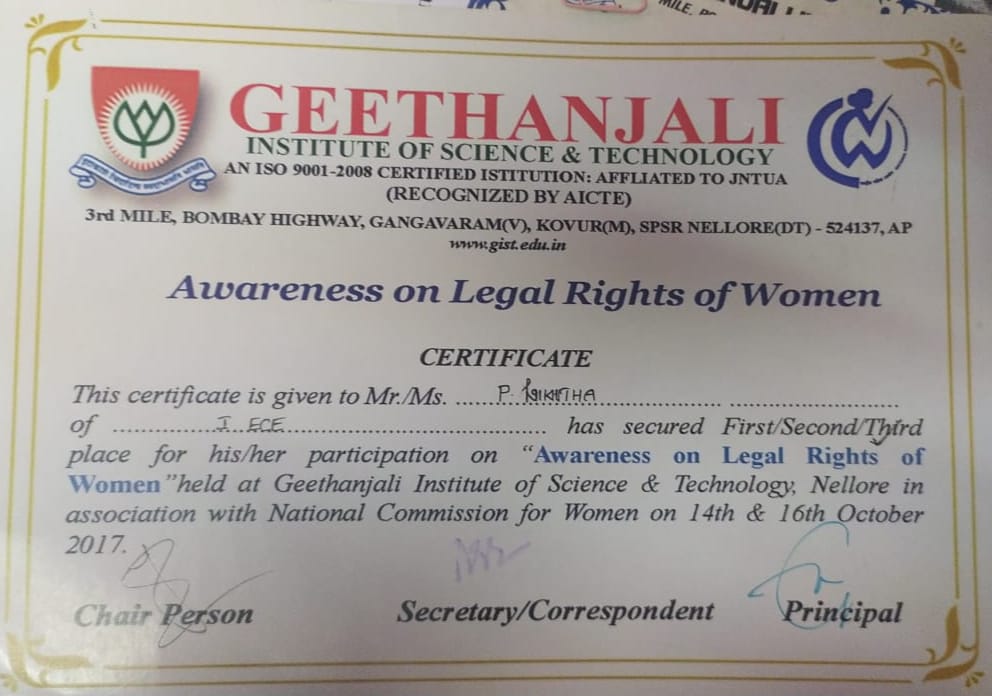 GEETHANJALI
INSTITUTE OF SCIENCE & TECHNOLOGY
AN ISO 9001-2008 CERTIFIED ISTITUTION: AFFLIATED TO JNTUA
(RECOGNIZED BY AICTE)
3rd MILE, BOMBAY HIGHWAY, GANGAVARAM(V), KOVUR(M), SPSR NELLORE(DT) - 524137, AP
www.gist.edu.in
Awareness on Legal Rights of Women
CERTIFICATE
This certificate is given to Mr./Ms. ...... P. NIKHITHA ......
of ...... I ECE ...... has secured First/Second/Third
place for his/her participation on “Awareness on Legal Rights of
Women”held at Geethanjali Institute of Science & Technology, Nellore in
association with National Commission for Women on 14th & 16th October
2017.
Chair Person Secretary/Correspondent Principal